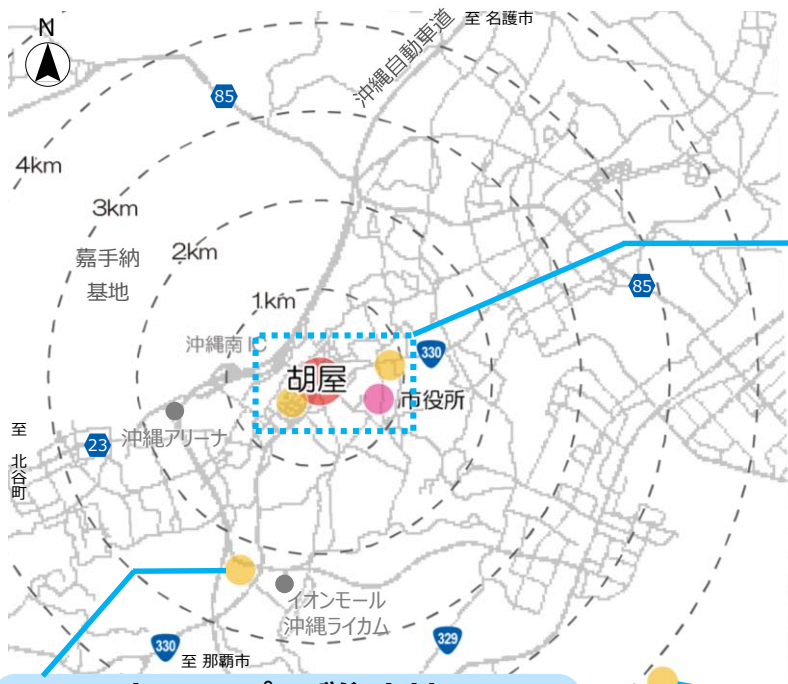 N
至 名護市
沖縄自動車道
85
4km
3km
嘉手納
基地
2km
1km
85
沖縄南IC
330
胡屋
市役所
沖縄アリーナ
至 北谷町
23
イオンモール
沖縄ライカム
330
至 那覇市
329